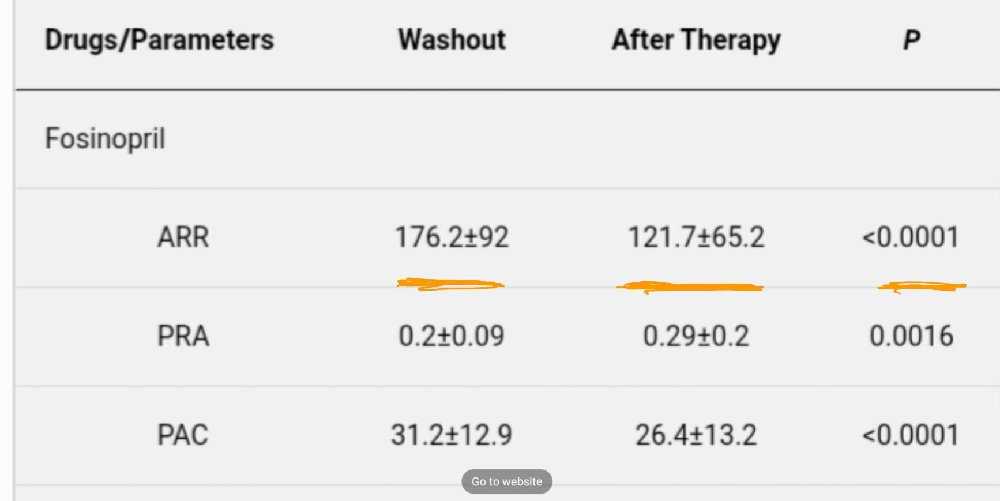 Drugs/Parameters Washout After Therapy P
Fosinopril
ARR 176.2±92 121.7±65.2 <0.0001
PRA 0.2±0.09 0.29±0.2 0.0016
PAC 31.2±12.9 26.4±13.2 <0.0001
Go to website